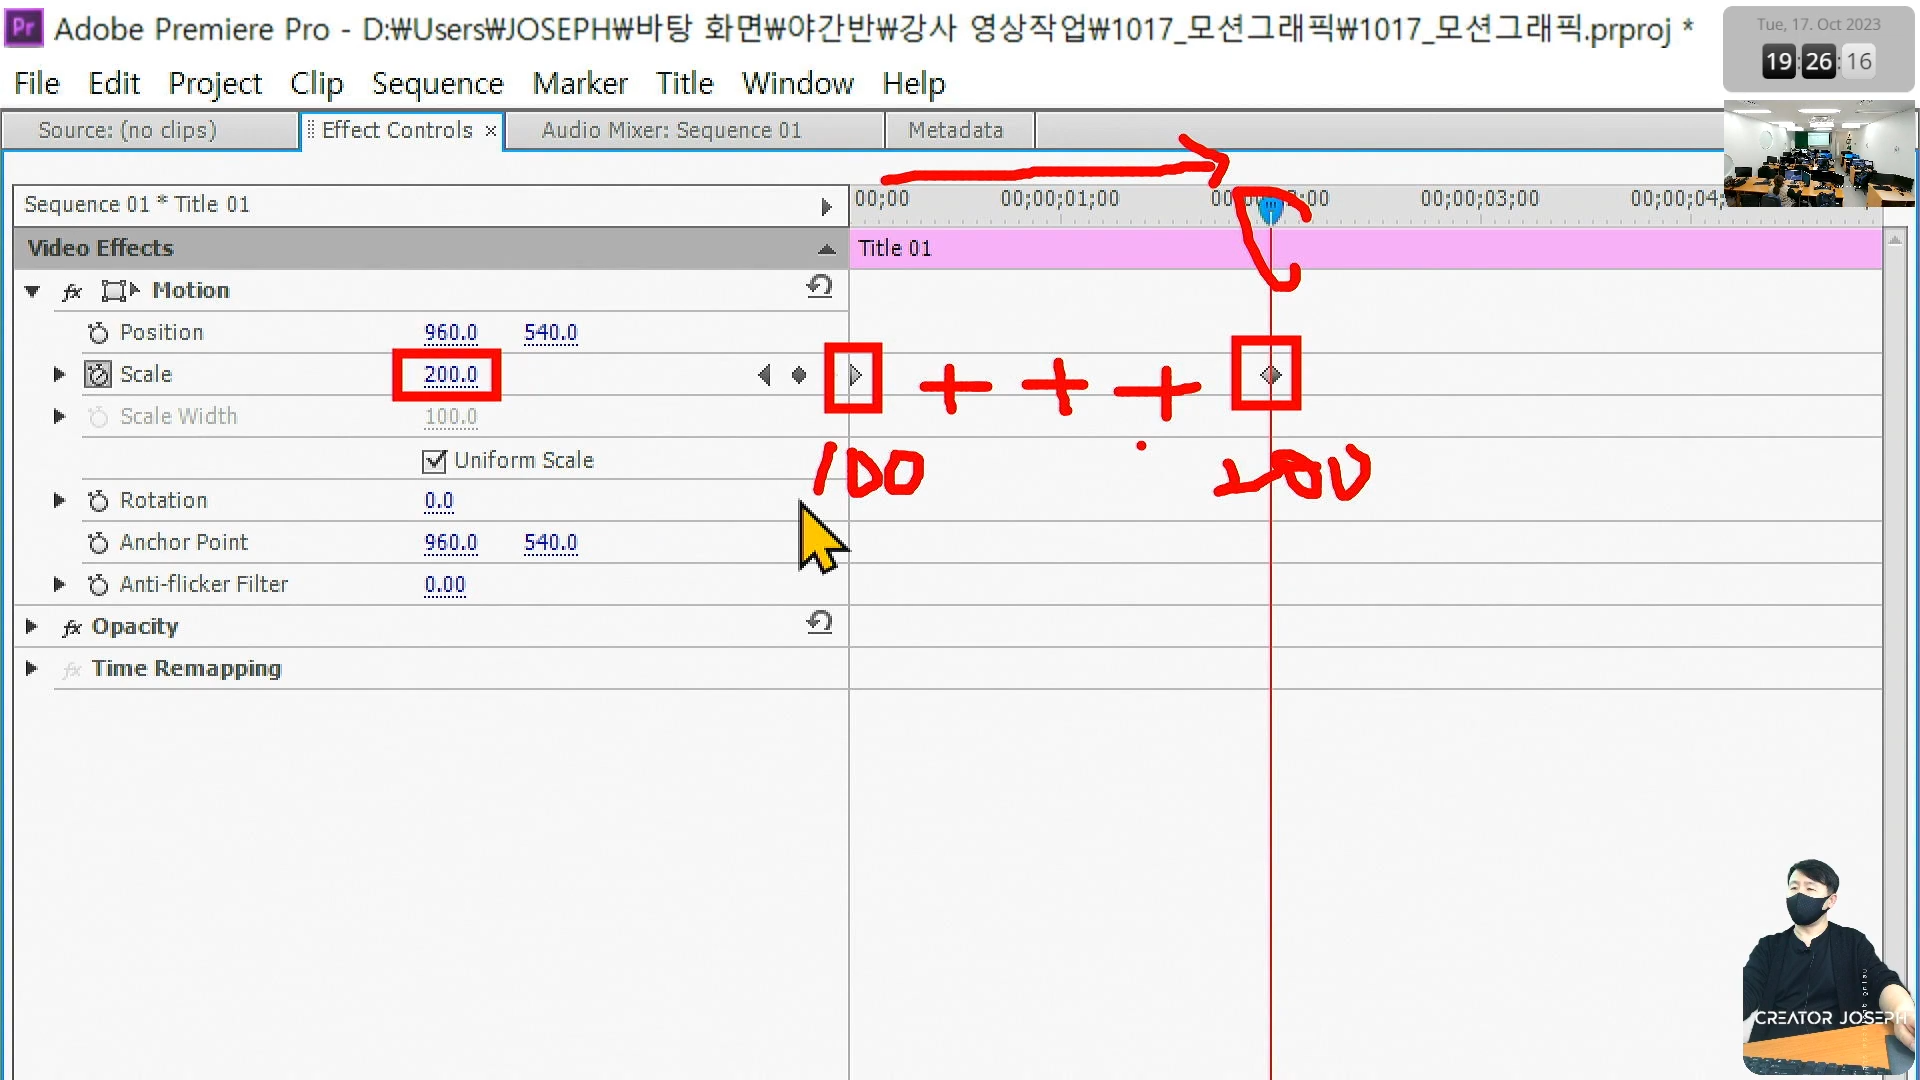 Pr Adobe Premiere Pro - D:₩Users₩JOSEPH₩바탕 화면₩야간반₩강사 영상작업₩1017_모션그래픽₩1017_모션그래픽.prproj *
Tue, 17. Oct 2023
19:26:16
File Edit Project Clip Sequence Marker Title Window Help
Source: (no clips) Effect Controls × Audio Mixer: Sequence 01 Metadata
Sequence 01 * Title 01
00;00 00;00;01;00 00;00;03;00
Video Effects
Title 01
fx Motion
Position 960.0 540.0
Scale 200.0
+ + +
Scale Width 100.0
Uniform Scale
100 200
Rotation 0.0
Anchor Point 960.0 540.0
Anti-flicker Filter 0.00
fx Opacity
fx Time Remapping
CREATOR JOSEPH